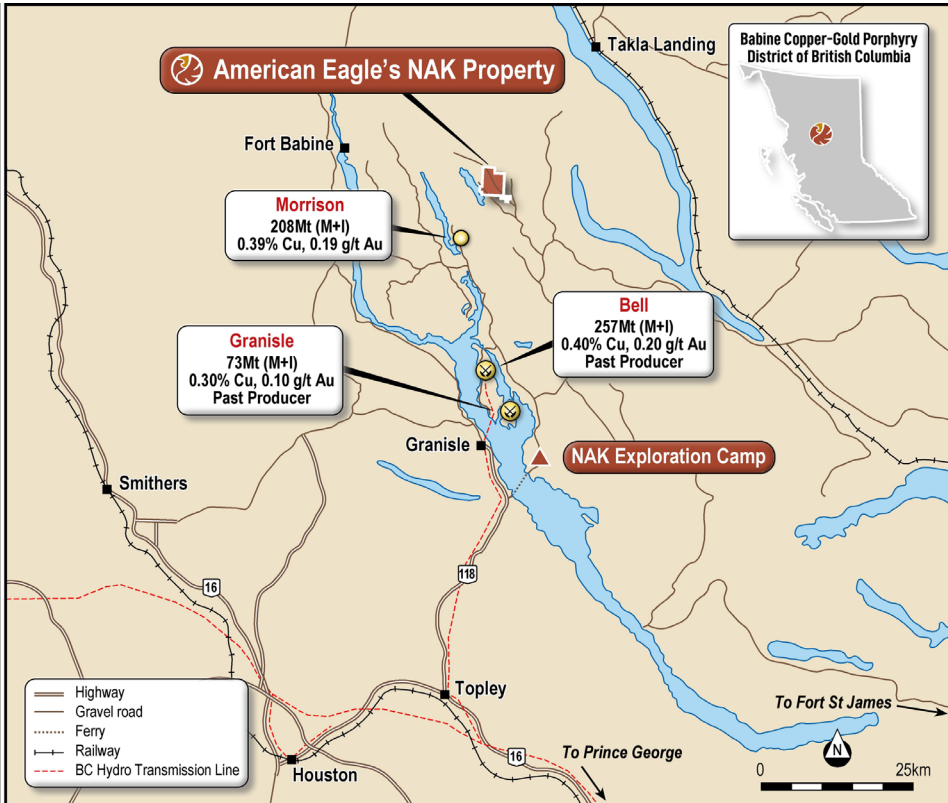 Takla Landing
Babine Copper-Gold Porphyry
District of British Columbia
American Eagle's NAK Property
Fort Babine
Morrison
208Mt (M+I)
0.39% Cu, 0.19 g/t Au
Bell
257Mt (M+I)
0.40% Cu, 0.20 g/t Au
Past Producer
Granisle
73Mt (M+I)
0.30% Cu, 0.10 g/t Au
Past Producer
Granisle
NAK Exploration Camp
Smithers
16
118
Topley
To Fort St James
16
To Prince George
Houston
Highway
Gravel road
Ferry
Railway
BC Hydro Transmission Line
N
0 25km